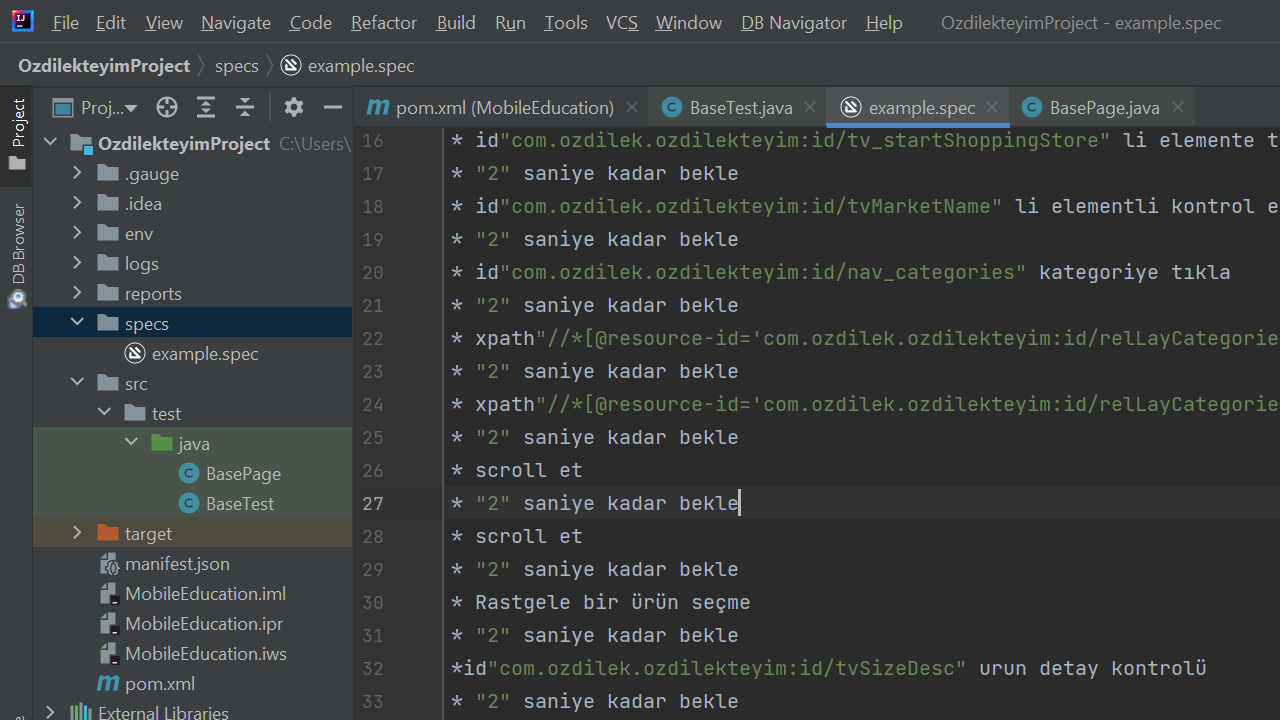 File Edit View Navigate Code Refactor Build Run Tools VCS Window DB Navigator Help OzdilekteyimProject - example.spec
OzdilekteyimProject specs example.spec
Project
DB Browser
Proj...
OzdilekteyimProject C:\Users\
.gauge
.idea
env
logs
reports
specs
example.spec
src
test
java
BasePage
BaseTest
target
manifest.json
MobileEducation.iml
MobileEducation.ipr
MobileEducation.iws
pom.xml
External Libraries
pom.xml (MobileEducation) BaseTest.java example.spec BasePage.java
16 * id"com.ozdilek.ozdilekteyim:id/tv_startShoppingStore" li elemente t
17 * "2" saniye kadar bekle
18 * id"com.ozdilek.ozdilekteyim:id/tvMarketName" li elementli kontrol e
19 * "2" saniye kadar bekle
20 * id"com.ozdilek.ozdilekteyim:id/nav_categories" kategoriye tıkla
21 * "2" saniye kadar bekle
22 * xpath"//*[@resource-id='com.ozdilek.ozdilekteyim:id/relLayCategorie
23 * "2" saniye kadar bekle
24 * xpath"//*[@resource-id='com.ozdilek.ozdilekteyim:id/relLayCategorie
25 * "2" saniye kadar bekle
26 * scroll et
27 * "2" saniye kadar bekle
28 * scroll et
29 * "2" saniye kadar bekle
30 * Rastgele bir ürün seçme
31 * "2" saniye kadar bekle
32 *id"com.ozdilek.ozdilekteyim:id/tvSizeDesc" urun detay kontrolü
33 * "2" saniye kadar bekle